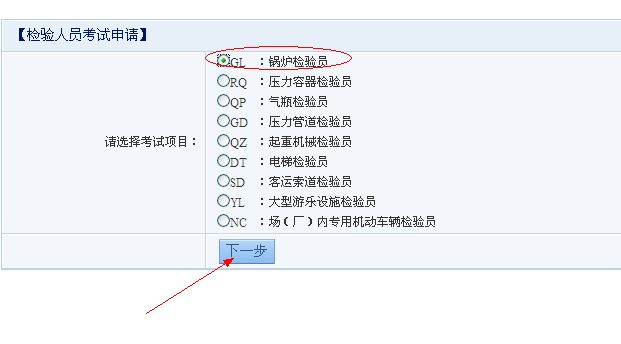 【检验人员考试申请】
请选择考试项目：
GL ：锅炉检验员
RQ ：压力容器检验员
QP ：气瓶检验员
GD ：压力管道检验员
QZ ：起重机械检验员
DT ：电梯检验员
SD ：客运索道检验员
YL ：大型游乐设施检验员
NC ：场（厂）内专用机动车辆检验员
下一步